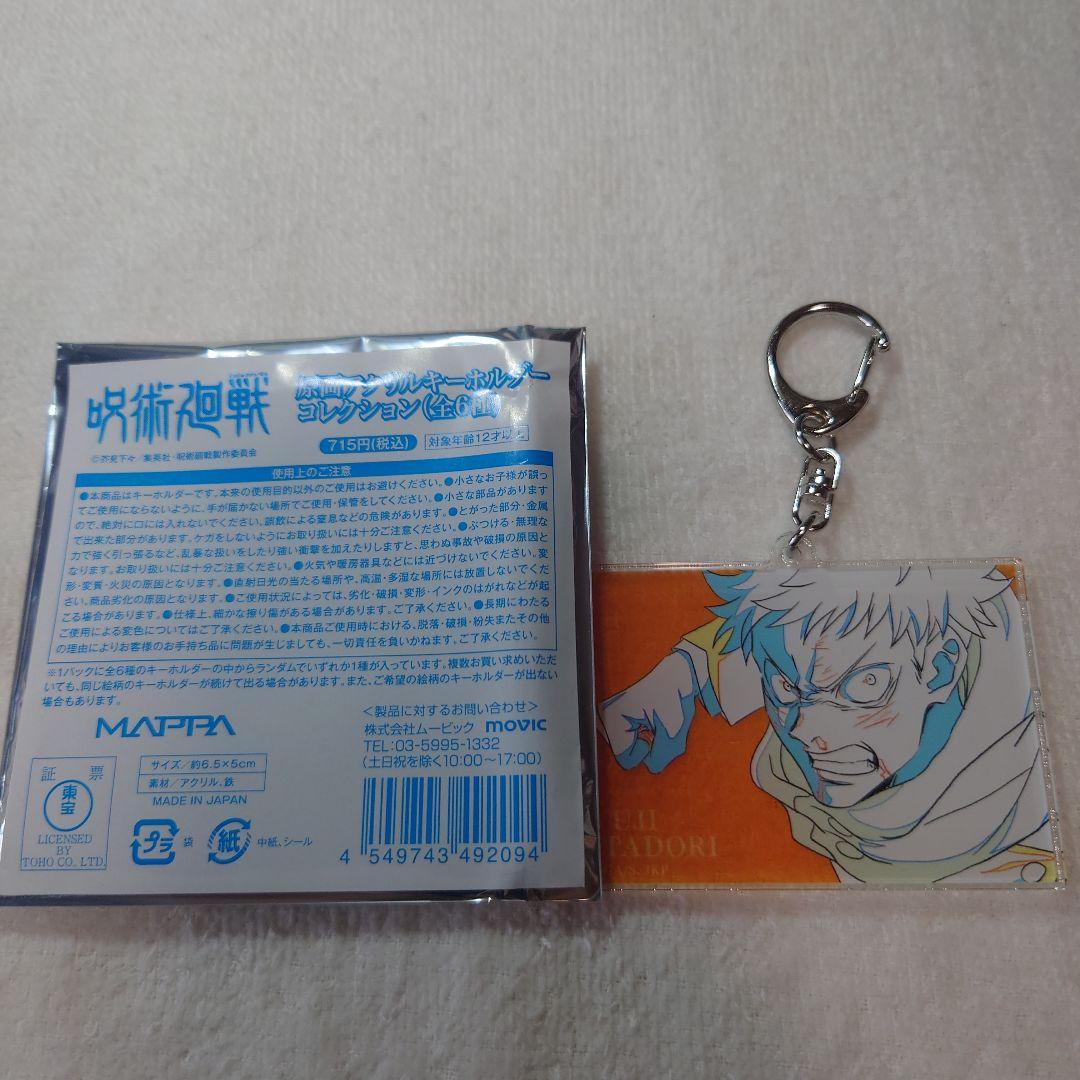 呪術廻戦
原画アクリルキーホルダー
コレクション(全6種)
715円(税込) 対象年齢12才以上
©芥見下々／集英社・呪術廻戦製作委員会
使用上のご注意
●本商品はキーホルダーです。本来の使用目的以外のご使用はお避けください。●小さなお子様が誤っ
てご使用にならないように、手が届かない場所でご使用・保管をしてください。●小さな部品があります
ので、絶対に口には入れないでください。誤飲による窒息などの危険があります。●とがった部分・金属
で出来た部分があります。ケガをしないようにお取り扱いには十分ご注意ください。●ぶつける・無理な
力で強く引っ張るなど、乱暴な扱いをしたり強い衝撃を加えたりしますと、思わぬ事故や破損の原因と
なります。お取り扱いには十分ご注意ください。●火気や暖房器具などには近づけないでください。変
形・変質・火災の原因となります。●直射日光の当たる場所や、高温・多湿な場所には放置しないでくだ
さい。商品劣化の原因となります。●ご使用状況によっては、劣化・破損・変形・インクのはがれなどが起
こる場合があります。●仕様上、細かな擦り傷がある場合があります。ご了承ください。●長期にわたる
ご使用による変色についてはご了承ください。●本商品ご使用時における、脱落・破損・紛失またその他
の理由によりお客様のお手持ち品に問題が生じましても、一切責任を負いかねます。ご了承ください。
※1パックに全6種のキーホルダーの中からランダムでいずれか1種が入っています。複数お買い求めいただ
いても、同じ絵柄のキーホルダーが続けて出る場合があります。また、ご希望の絵柄のキーホルダーが出ない
場合もあります。
MAPPA
＜製品に対するお問い合わせ＞
株式会社ムービック movic
TEL:03-5995-1332
(土日祝を除く10:00〜17:00)
証票
東宝
LICENSED
BY
TOHO CO., LTD.
サイズ／約6.5×5cm
素材／アクリル、鉄
MADE IN JAPAN
プラ 袋 紙 中紙、シール
4 549743 492094
UJI
TADORI